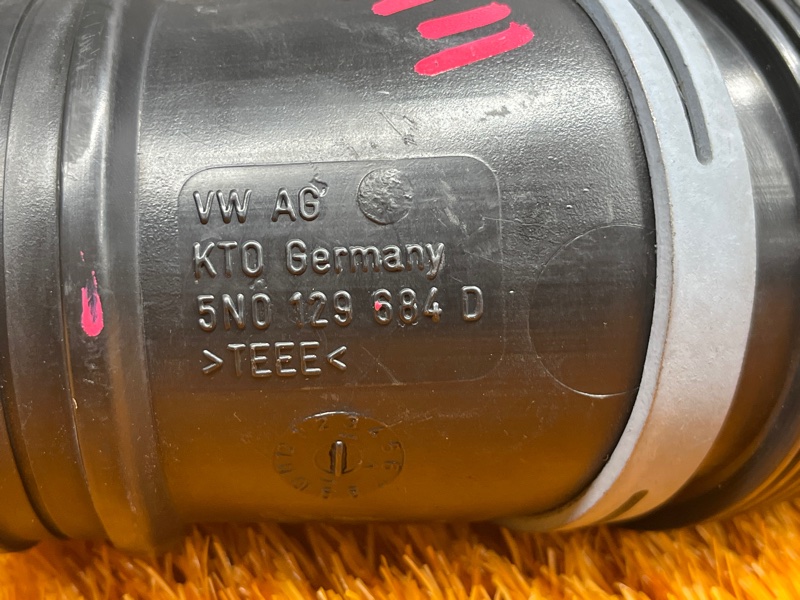 VW AG
KTO Germany
5N0 129 684 D
>TEEE<